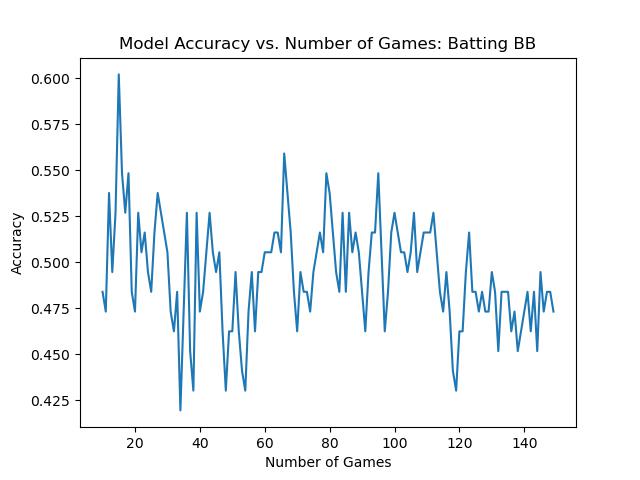 Model Accuracy vs. Number of Games: Batting BB
0.600
0.575
0.550
0.525
0.500
0.475
0.450
0.425
Accuracy
20 40 60 80 100 120 140
Number of Games